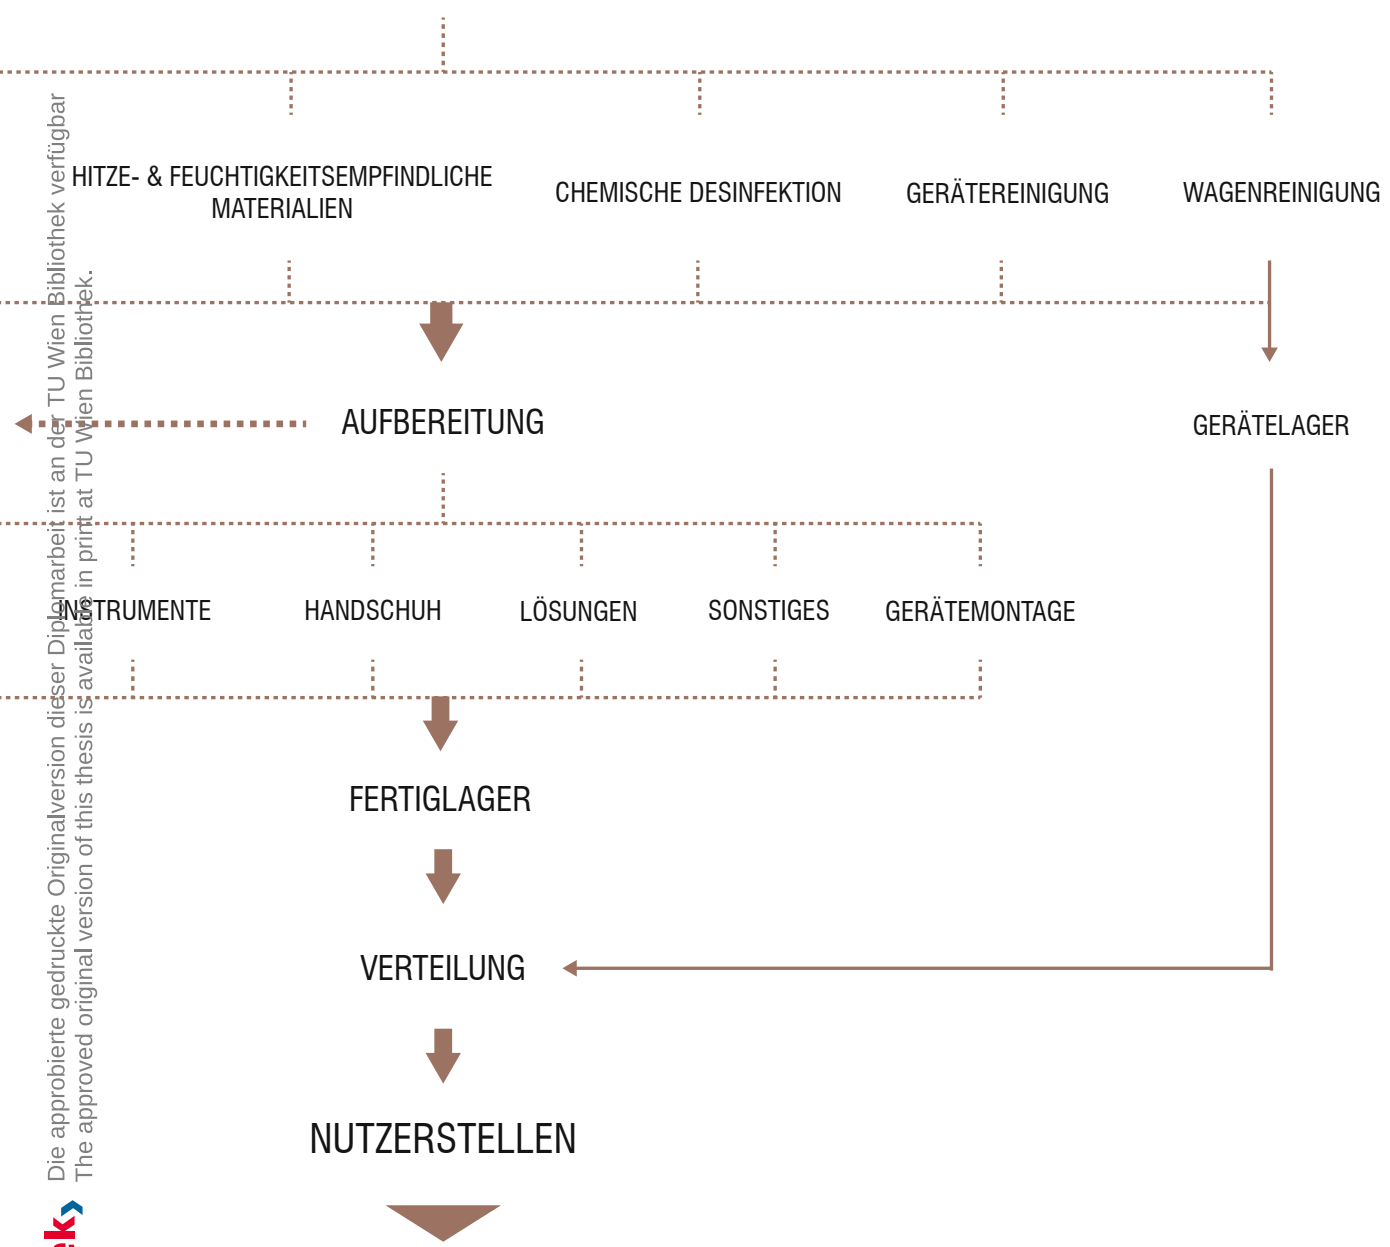 HITZE- & FEUCHTIGKEITSEMPFINDLICHE
MATERIALIEN
CHEMISCHE DESINFEKTION
GERÄTEREINIGUNG
WAGENREINIGUNG
AUFBEREITUNG
GERÄTELAGER
INSTRUMENTE
HANDSCHUH
LÖSUNGEN
SONSTIGES
GERÄTEMONTAGE
FERTIGLAGER
VERTEILUNG
NUTZERSTELLEN
Die approbierte gedruckte Originalversion dieser Diplomarbeit ist an der TU Wien Bibliothek verfügbar
The approved original version of this thesis is available in print at TU Wien Bibliothek.